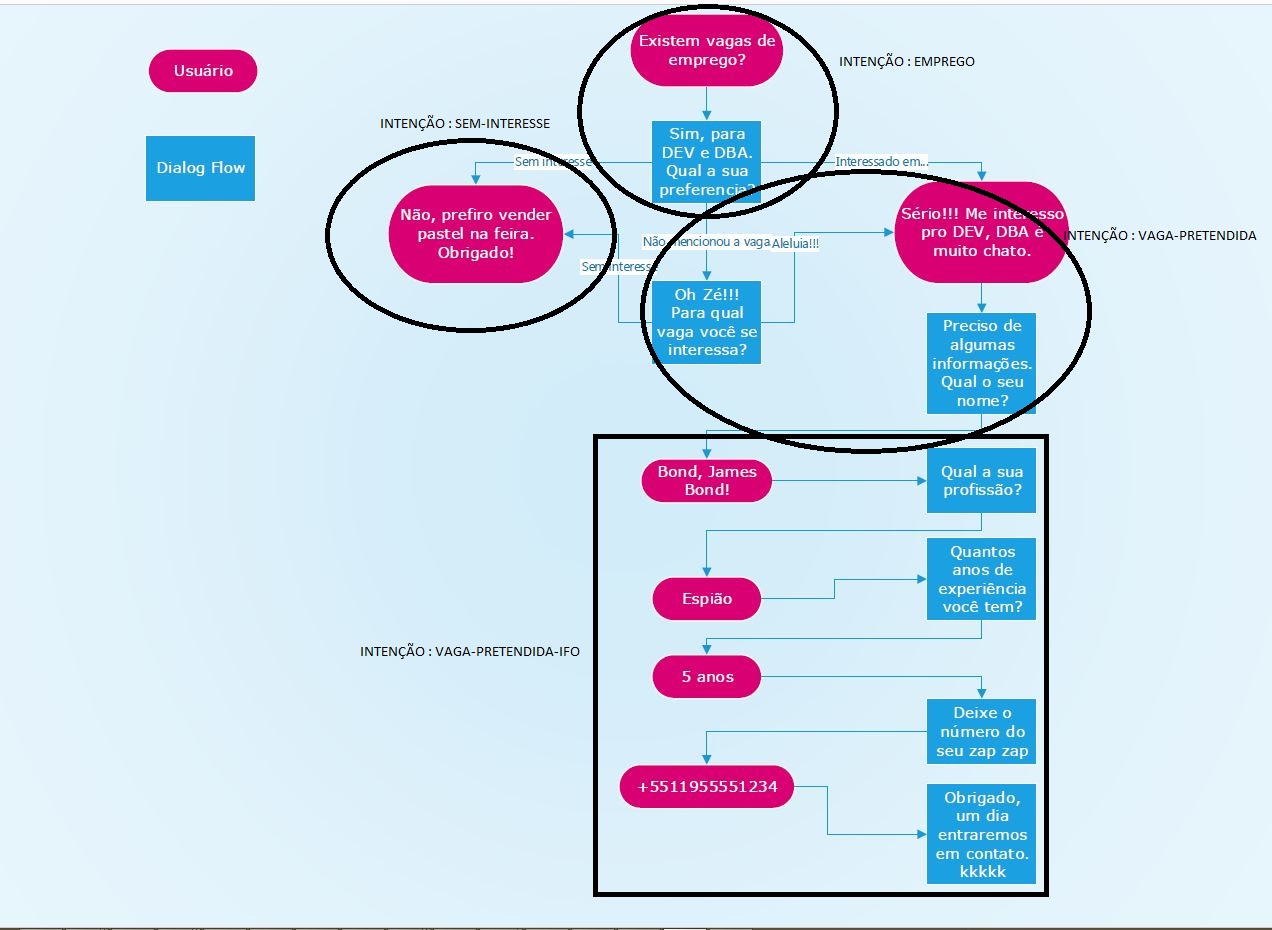 Existem vagas de
emprego?
INTENÇÃO : EMPREGO
Usuário
INTENÇÃO : SEM-INTERESSE
Dialog Flow
Sim, para
DEV e DBA.
Qual a sua
preferencia?
Sem interesse
Interessado em...
Não, prefiro vender
pastel na feira.
Obrigado!
Sério!!! Me interesso
pro DEV, DBA é
muito chato.
INTENÇÃO : VAGA-PRETENDIDA
Não mencionou a vaga
Aleluia!!!
Sem interesse
Oh Zé!!!
Para qual
vaga você se
interessa?
Preciso de
algumas
informações.
Qual o seu
nome?
Bond, James
Bond!
Qual a sua
profissão?
Espião
Quantos
anos de
experiência
você tem?
INTENÇÃO : VAGA-PRETENDIDA-IFO
5 anos
Deixe o
número do
seu zap zap
+5511955551234
Obrigado,
um dia
entraremos
em contato.
kkkkk